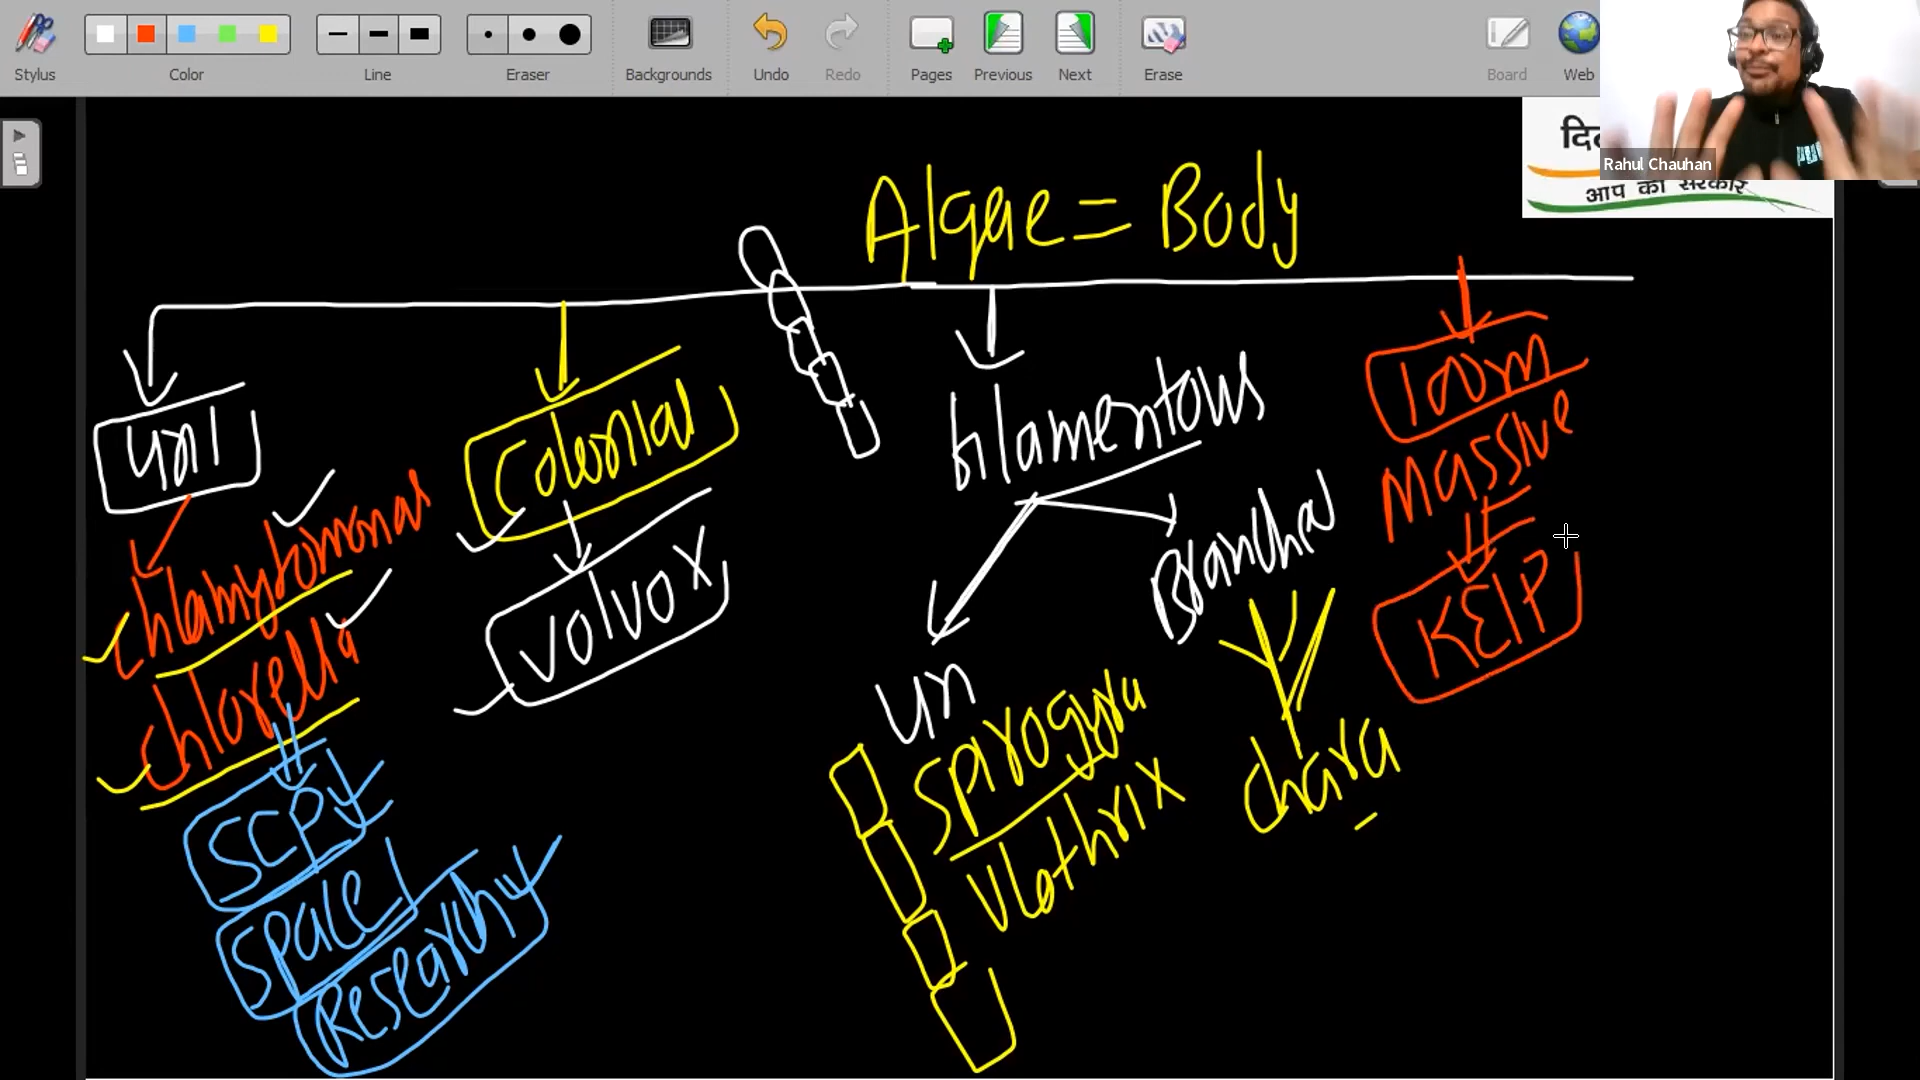 Stylus
Color
Line
Eraser
Backgrounds
Undo
Redo
Pages
Previous
Next
Erase
Board
Web
Rahul Chauhan
आप की सरकार
Algae = Body
Uni
Colonial
filamentous
100m
Massive
KElP
Chlamydomonas
Chlorella
Volvox
Branched
un
Spirogyra
Ulothrix
Chara
SCP
Space
Research